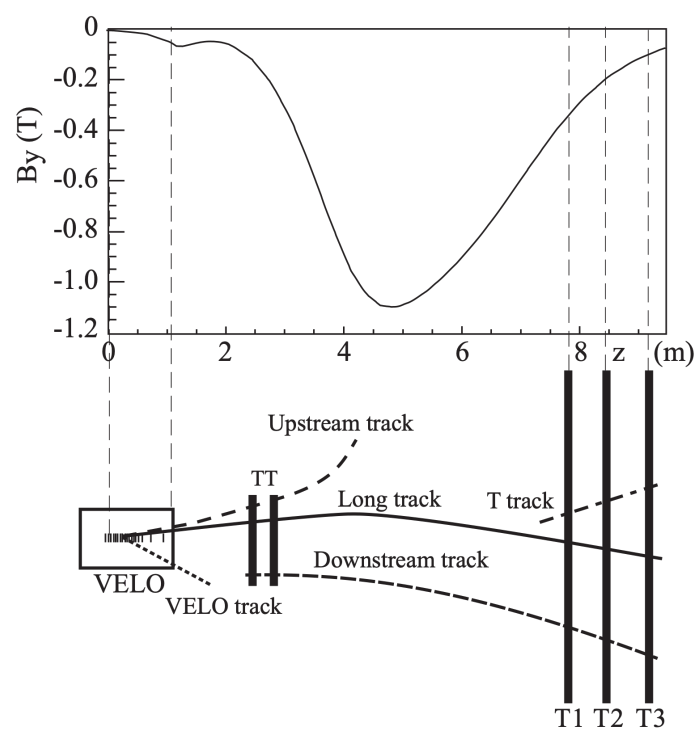 0
-0.2
-0.4
-0.6
-0.8
-1.0
-1.2
By (T)
0 2 4 6 8 z (m)
Upstream track
TT
Long track
T track
Downstream track
VELO
VELO track
T1 T2 T3